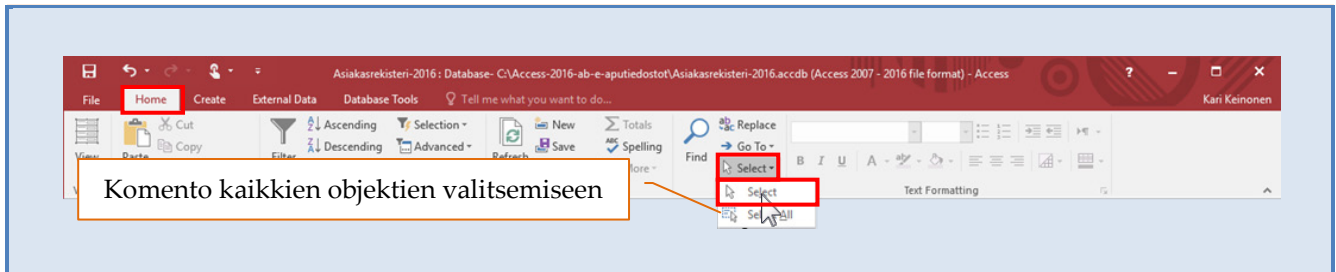 Asiakasrekisteri-2016 : Database- C:\Access-2016-ab-e-aputiedostot\Asiakasrekisteri-2016.accdb (Access 2007 - 2016 file format) - Access ?
File Home Create External Data Database Tools Tell me what you want to do... Kari Keinonen
Cut Ascending Selection New Totals Replace
Copy Descending Advanced Save Spelling Go To
View Paste Filter Refresh More Find Select B I U A
Komento kaikkien objektien valitsemiseen
Select Text Formatting
Select All